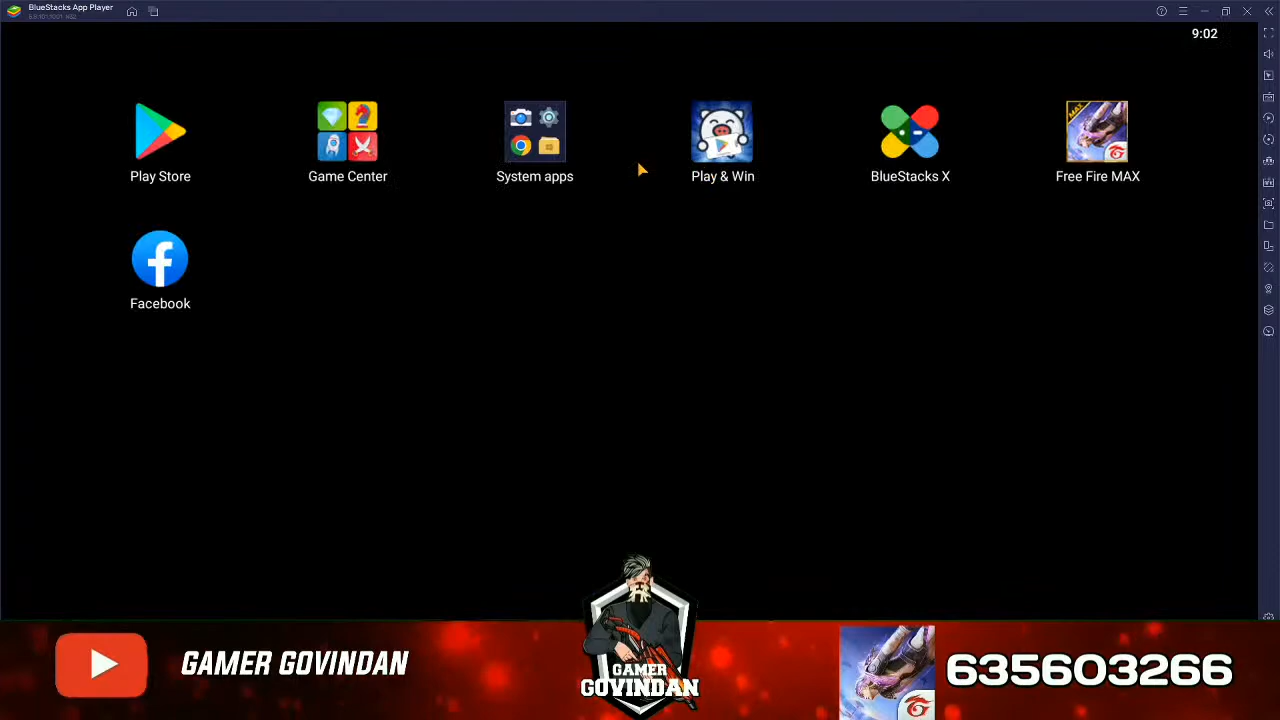 BlueStacks App Player
9:02
Play Store
Game Center
System apps
Play & Win
BlueStacks X
MAX
Free Fire MAX
Facebook
GAMER GOVINDAN
GAMER
GOVINDAN
635603266